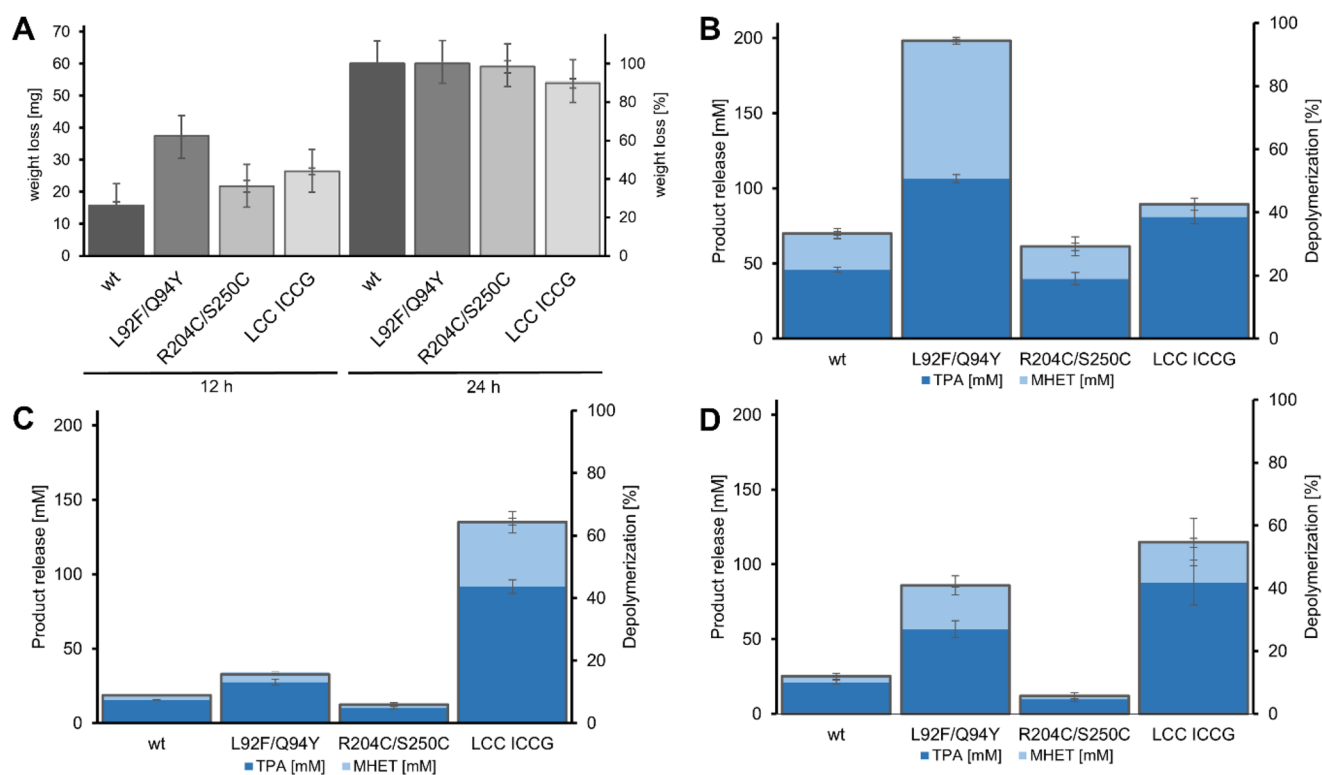 A
weight loss [mg]
70
60
50
40
30
20
10
0
100
80
60
40
20
0
weight loss [%]
wt
L92F/Q94Y
R204C/S250C
LCC ICCG
wt
L92F/Q94Y
R204C/S250C
LCC ICCG
12 h
24 h
B
Product release [mM]
200
150
100
50
0
100
80
60
40
20
0
Depolymerization [%]
wt
L92F/Q94Y
R204C/S250C
LCC ICCG
TPA [mM]
MHET [mM]
C
Product release [mM]
200
150
100
50
0
100
80
60
40
20
0
Depolymerization [%]
wt
L92F/Q94Y
R204C/S250C
LCC ICCG
TPA [mM]
MHET [mM]
D
Product release [mM]
200
150
100
50
0
100
80
60
40
20
0
Depolymerization [%]
wt
L92F/Q94Y
R204C/S250C
LCC ICCG
TPA [mM]
MHET [mM]